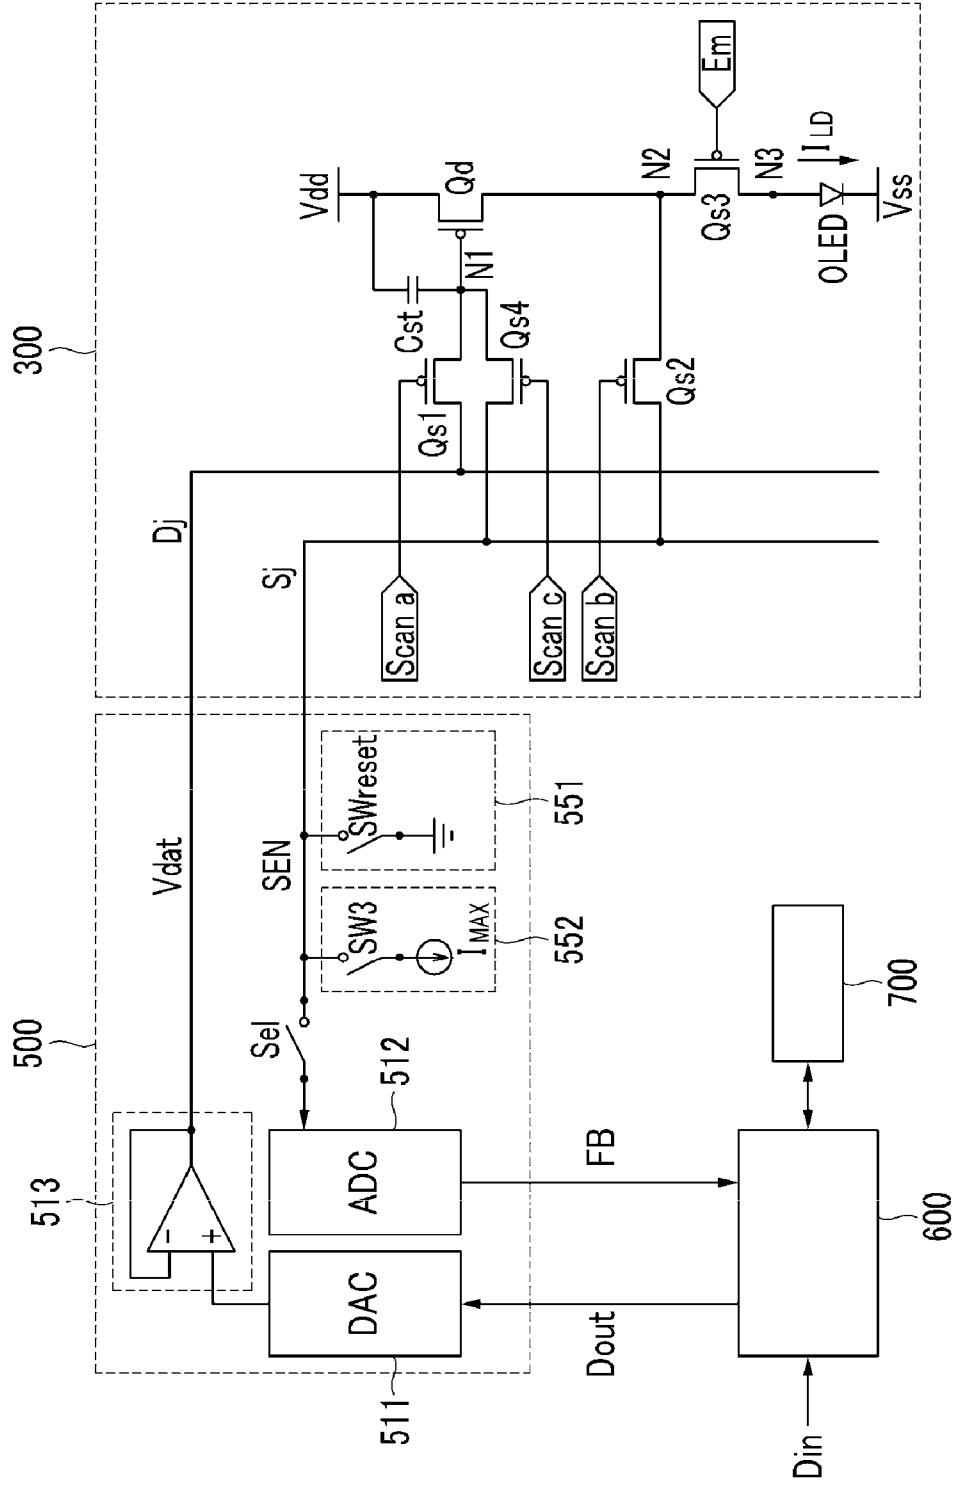 300
Vdd
Qd
N1
Cst
Qs1
Qs4
Qs2
N2
Em
Qs3
N3
ILD
OLED
Vss
Dj
Sj
Scan a
Scan c
Scan b
500
513
Vdat
SEN
SWreset
551
SW3
IMAX
552
Sel
−
+
DAC
511
ADC
512
Dout
FB
Din
600
700